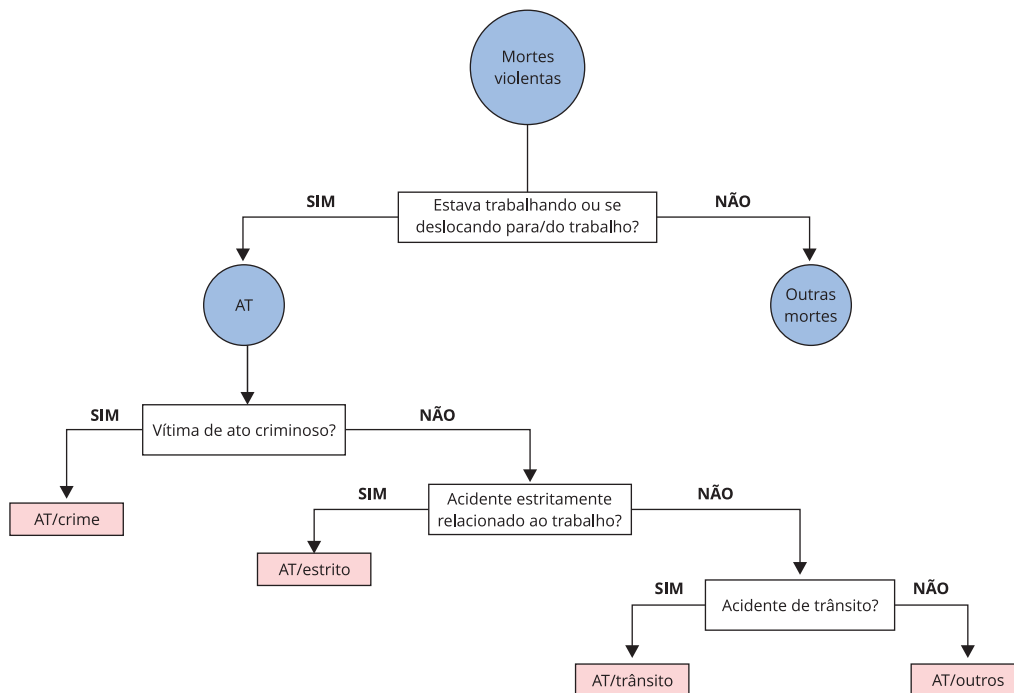 Mortes
violentas
SIM
Estava trabalhando ou se
deslocando para/do trabalho?
NÃO
AT
Outras
mortes
SIM
Vítima de ato criminoso?
NÃO
AT/crime
SIM
Acidente estritamente
relacionado ao trabalho?
NÃO
AT/estrito
SIM
Acidente de trânsito?
NÃO
AT/trânsito
AT/outros